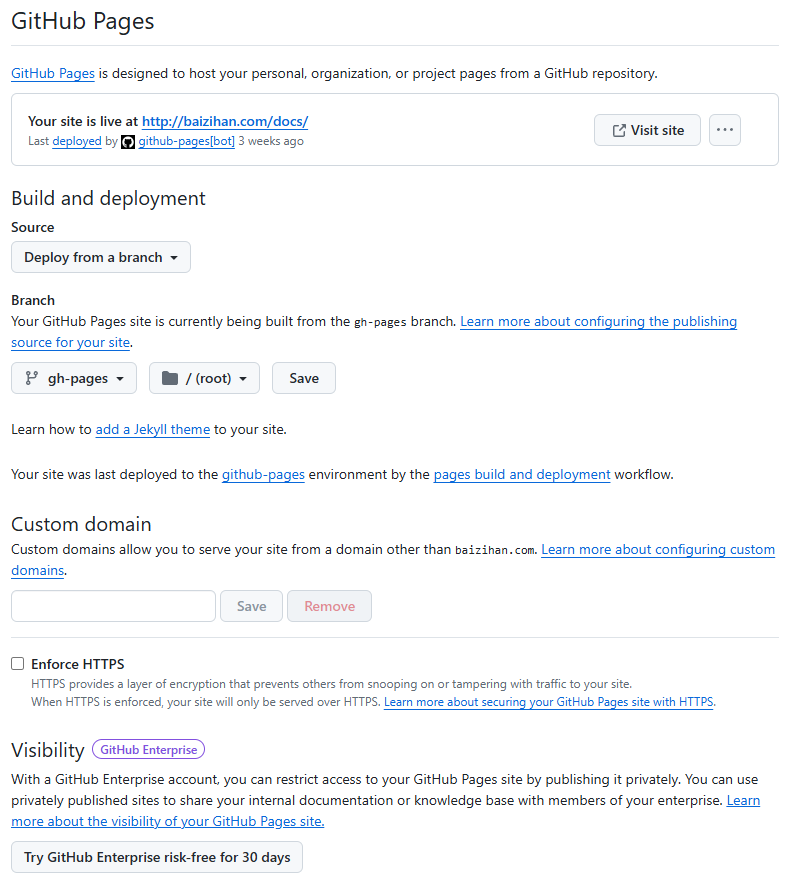 GitHub Pages
GitHub Pages is designed to host your personal, organization, or project pages from a GitHub repository.
Your site is live at http://baizihan.com/docs/
Last deployed by github-pages[bot] 3 weeks ago
Visit site
Build and deployment
Source
Deploy from a branch
Branch
Your GitHub Pages site is currently being built from the gh-pages branch. Learn more about configuring the publishing
source for your site.
gh-pages
/ (root)
Save
Learn how to add a Jekyll theme to your site.
Your site was last deployed to the github-pages environment by the pages build and deployment workflow.
Custom domain
Custom domains allow you to serve your site from a domain other than baizihan.com. Learn more about configuring custom
domains.
Save
Remove
Enforce HTTPS
HTTPS provides a layer of encryption that prevents others from snooping on or tampering with traffic to your site.
When HTTPS is enforced, your site will only be served over HTTPS. Learn more about securing your GitHub Pages site with HTTPS.
Visibility GitHub Enterprise
With a GitHub Enterprise account, you can restrict access to your GitHub Pages site by publishing it privately. You can use
privately published sites to share your internal documentation or knowledge base with members of your enterprise. Learn
more about the visibility of your GitHub Pages site.
Try GitHub Enterprise risk-free for 30 days